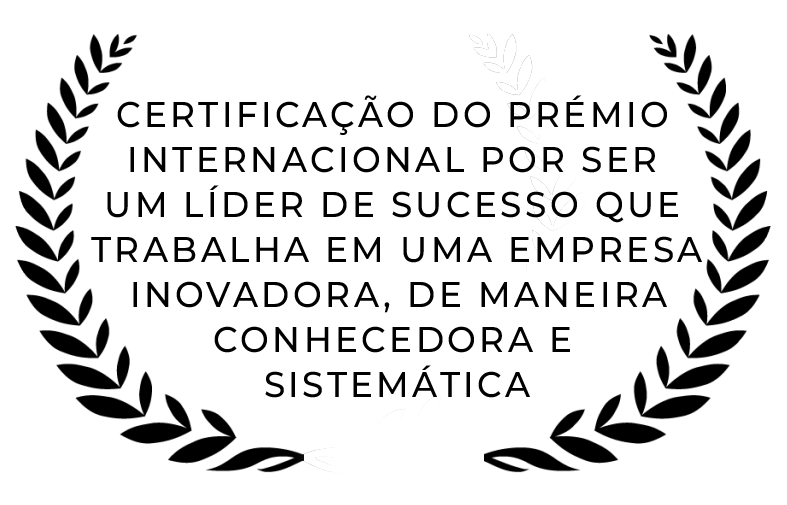 CERTIFICAÇÃO DO PRÉMIO
INTERNACIONAL POR SER
UM LÍDER DE SUCESSO QUE
TRABALHA EM UMA EMPRESA
INOVADORA, DE MANEIRA
CONHECEDORA E
SISTEMÁTICA